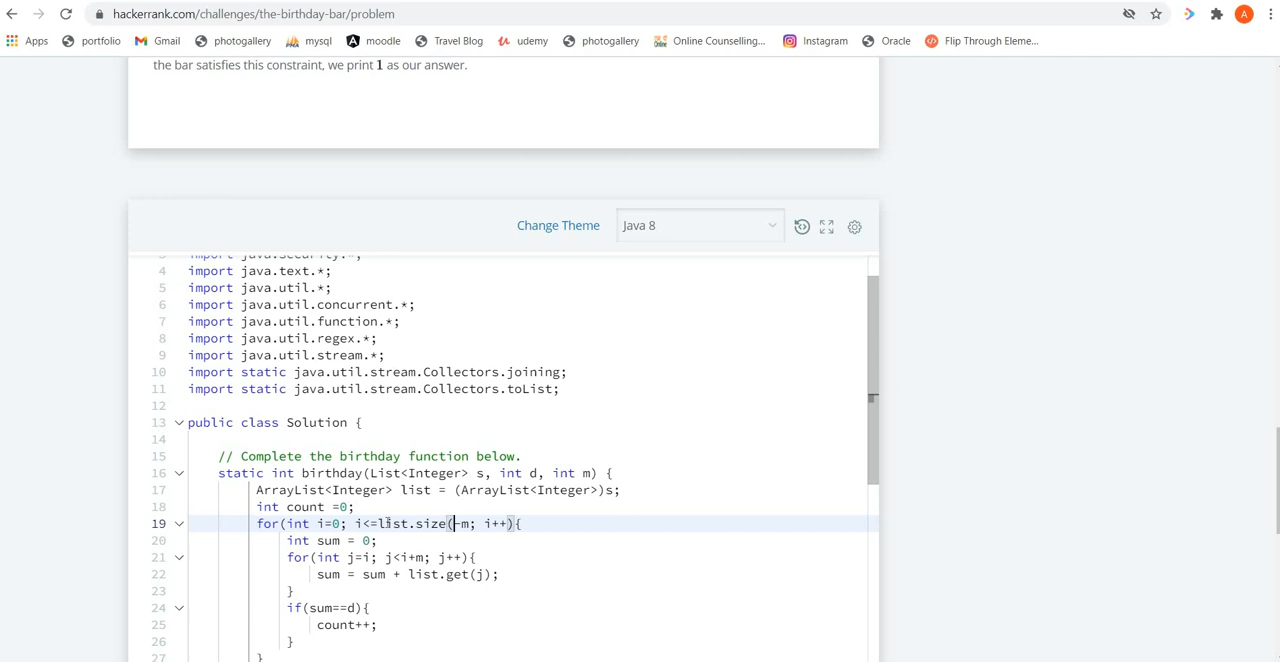 hackerrank.com/challenges/the-birthday-bar/problem A
Apps portfolio Gmail photogallery mysql moodle Travel Blog udemy photogallery Online Counselling... Instagram Oracle Flip Through Eleme...
the bar satisfies this constraint, we print 1 as our answer.
Change Theme Java 8
3 import java.security.*;
4 import java.text.*;
5 import java.util.*;
6 import java.util.concurrent.*;
7 import java.util.function.*;
8 import java.util.regex.*;
9 import java.util.stream.*;
10 import static java.util.stream.Collectors.joining;
11 import static java.util.stream.Collectors.toList;
12
13 public class Solution {
14
15 // Complete the birthday function below.
16 static int birthday(List<Integer> s, int d, int m) {
17 ArrayList<Integer> list = (ArrayList<Integer>)s;
18 int count =0;
19 for(int i=0; i<=list.size(-m; i++){
20 int sum = 0;
21 for(int j=i; j<i+m; j++){
22 sum = sum + list.get(j);
23 }
24 if(sum==d){
25 count++;
26 }
27 }